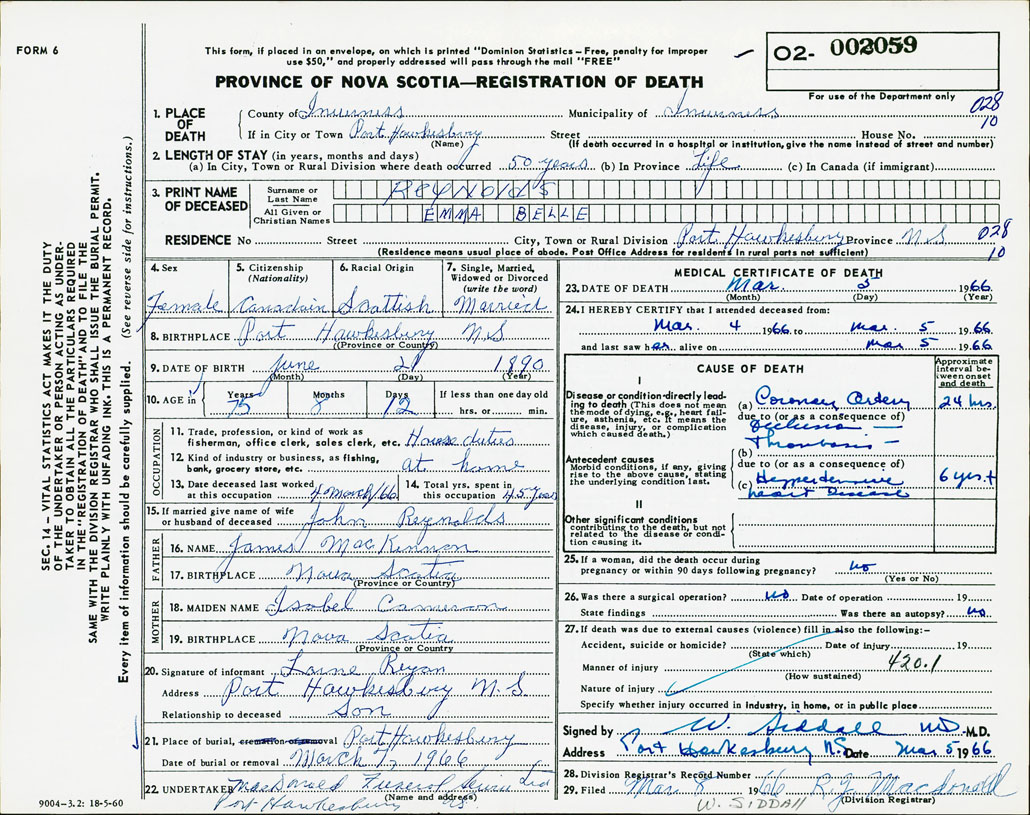 FORM 6
This form, if placed in an envelope, on which is printed "Dominion Statistics – Free, penalty for improper
use $50," and properly addressed will pass through the mail "FREE"
O2- 002059
For use of the Department only
PROVINCE OF NOVA SCOTIA—REGISTRATION OF DEATH
028
10
1. PLACE OF DEATH
County of Inverness Municipality of Inverness
If in City or Town Port Hawkesbury Street House No.
(Name) (If death occurred in a hospital or institution, give the name instead of street and number)
2. LENGTH OF STAY (in years, months and days)
(a) In City, Town or Rural Division where death occurred 50 years (b) In Province Life (c) In Canada (if immigrant)
3. PRINT NAME OF DECEASED
Surname or Last Name REYNOLDS
All Given or Christian Names EMMA BELLE
RESIDENCE No Street City, Town or Rural Division Port Hawkesbury Province N.S. 028
10
(Residence means usual place of abode. Post Office Address for residents in rural parts not sufficient)
4. Sex
Female
5. Citizenship (Nationality)
Canadain
6. Racial Origin
Scottish
7. Single, Married, Widowed or Divorced (write the word)
Married
8. BIRTHPLACE Port Hawkesbury N.S
(Province or Country)
9. DATE OF BIRTH June 21 1890
(Month) (Day) (Year)
10. AGE in Years 75 Months 8 Days 12 If less than one day old
hrs. or min.
OCCUPATION
11. Trade, profession, or kind of work as
fisherman, office clerk, sales clerk, etc. House duties
12. Kind of industry or business, as fishing,
bank, grocery store, etc. at home
13. Date deceased last worked
at this occupation 4 March/66
14. Total yrs. spent in
this occupation 45 years
15. If married give name of wife
or husband of deceased John Reynolds
FATHER
16. NAME James MacKinnon
17. BIRTHPLACE Nova Scotia
(Province or Country)
MOTHER
18. MAIDEN NAME Isobel Cameron
19. BIRTHPLACE Nova Scotia
(Province or Country
20. Signature of informant Lorne
Address Port Hawkesbury N.S
Relationship to deceased Son
21. Place of burial, cremation or removal Port Hawkesbury
Date of burial or removal March 7, 1966
22 UNDERTAKER MacDonald Funeral Ltd
(Name and address)
Port Hawkesbury NS.
9004–3.2: 18-5-60
MEDICAL CERTIFICATE OF DEATH
23. DATE OF DEATH Mar. 5 1966
(Month) (Day) (Year)
24. I HEREBY CERTIFY that I attended deceased from:
Mar. 4 1966 to Mar. 5 1966
and last saw her alive on Mar 5 1966
CAUSE OF DEATH
Approximate Interval between onset and death
I
Disease or condition directly leading to death (This does not mean the mode of dying, e.g., heart failure, asthenia, etc. It means the disease, injury, or complication which caused death.)
(a) Coronary Artery 24 hrs.
due to (or as a consequence of)
Occlusion —
Thrombosis —
(b)
Antecedent causes
Morbid conditions, if any, giving rise to the above cause, stating the underlying condition last.
due to (or as a consequence of)
(c) Hypertensive 6 yrs. +
heart disease
II
Other significant conditions
contributing to the death, but not related to the disease or condition causing it.
25. If a woman, did the death occur during
pregnancy or within 90 days following pregnancy? no
(Yes or No)
26. Was there a surgical operation? no Date of operation 19
State findings Was there an autopsy? no
27. If death was due to external causes (violence) fill in also the following:–
Accident, suicide or homicide? Date of injury 19
(State which)
Manner of injury 420.1
(How sustained)
Nature of injury
Specify whether injury occurred in Industry, in home, or in public place
Signed by W. Siddall MD -M.D.
Address Port Hawkesbury N.S. Date Mar 5 1966
28. Division Registrar's Record Number
29. Filed Mar. 8 1966 R.J. Macdonald
(Division Registrar)
W. SIDDALL
SEC. 14 – VITAL STATISTICS ACT MAKES IT THE DUTY
OF THE UNDERTAKER OR PERSON ACTING AS UNDER-
TAKER TO OBTAIN ALL THE PARTICULARS REQUIRED
IN THE "REGISTRATION OF DEATH" AND TO FILE THE
SAME WITH THE DIVISION REGISTRAR WHO SHALL ISSUE THE BURIAL PERMIT.
WRITE PLAINLY WITH UNFADING INK. THIS IS A PERMANENT RECORD.
Every item of information should be carefully supplied. (See reverse side for instructions.)